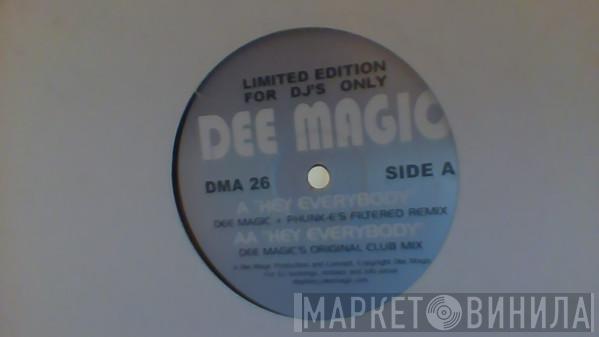 LIMITED EDITION
FOR DJ'S ONLY
DEE MAGIC
DMA 26
SIDE A
A "HEY EVERYBODY"
DEE MAGIC + PHUNK-E'S FILTERED REMIX
AA "HEY EVERYBODY"
DEE MAGIC'S ORIGINAL CLUB MIX
МАРКЕТ ВИНИЛА